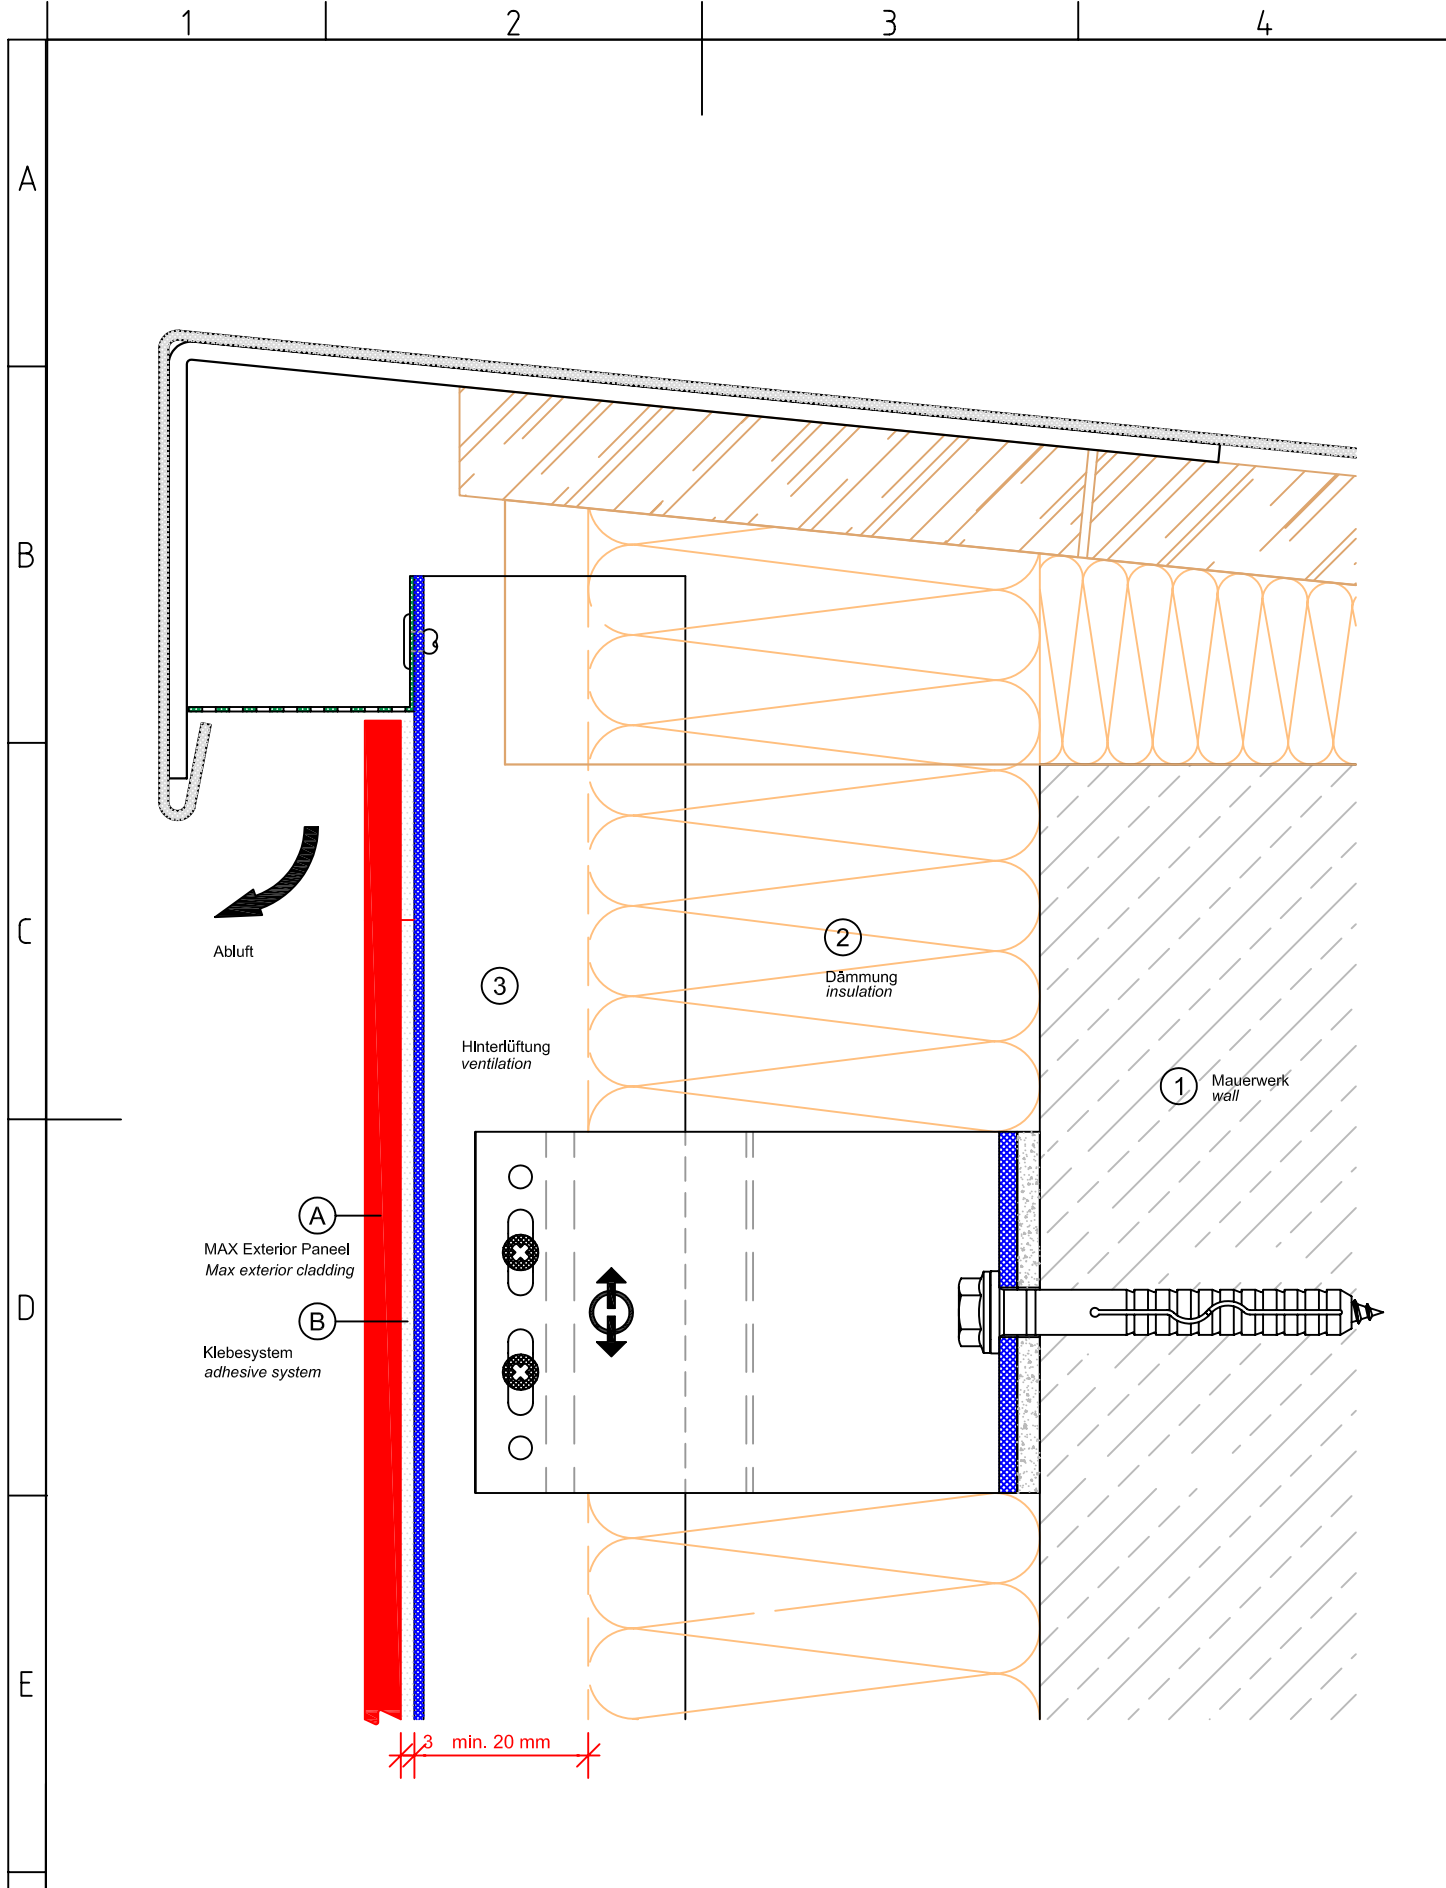 1 2 3 4
A
B
C
Abluft
2
Dämmung
insulation
3
HInterlüftung
ventilation
1
Mauerwerk
wall
A
MAX Exterior Paneel
Max exterior cladding
D
B
Klebesystem
adhesive system
E
3 min. 20 mm